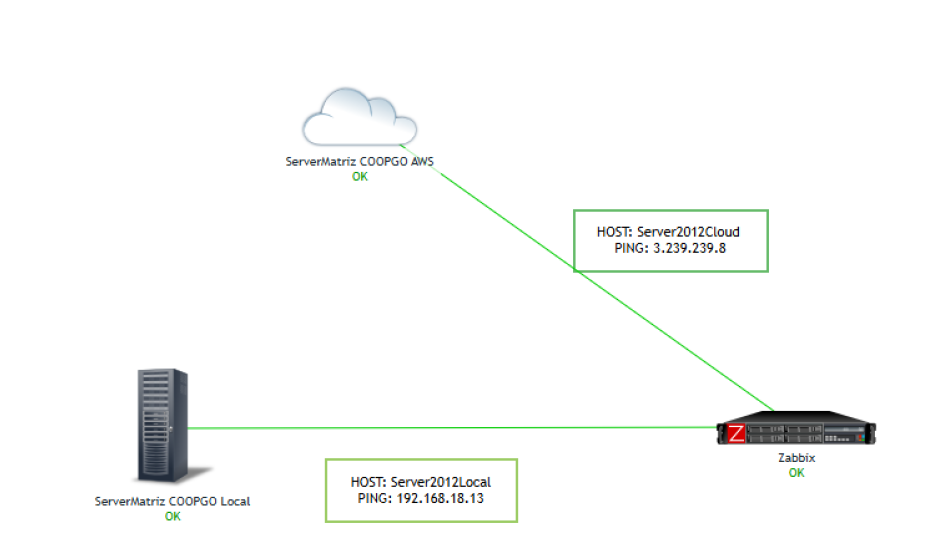 ServerMatriz COOPGO AWS
OK
HOST: Server2012Cloud
PING: 3.239.239.8
Z
Zabbix
OK
ServerMatriz COOPGO Local
OK
HOST: Server2012Local
PING: 192.168.18.13